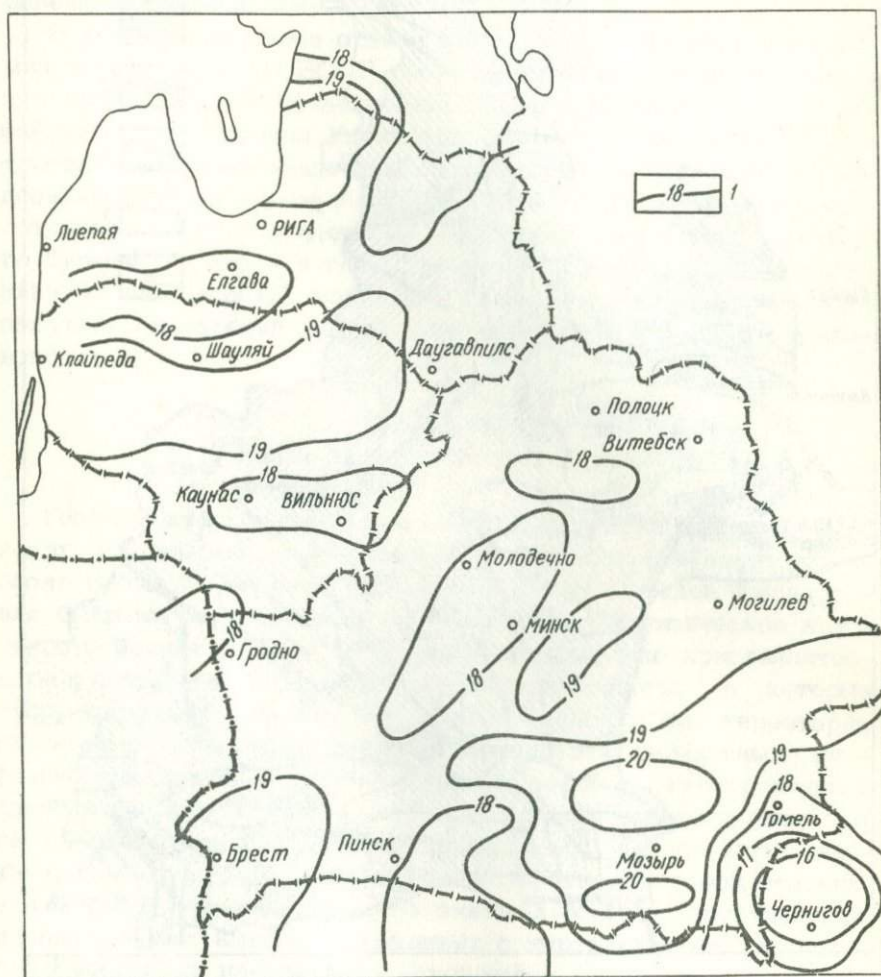 18
19
18 1
Лиепая
РИГА
Елгава
18
19
Клайпеда
Шауляй
Даугавпилс
Полоцк
Витебск
19
18
18
Каунас
ВИЛЬНЮС
Молодечно
МИНСК
Могилев
18
Гродно
18
19
19
19
20
19
18
18
Гомель
Брест
Пинск
Мозырь
17
16
20
Чернигов